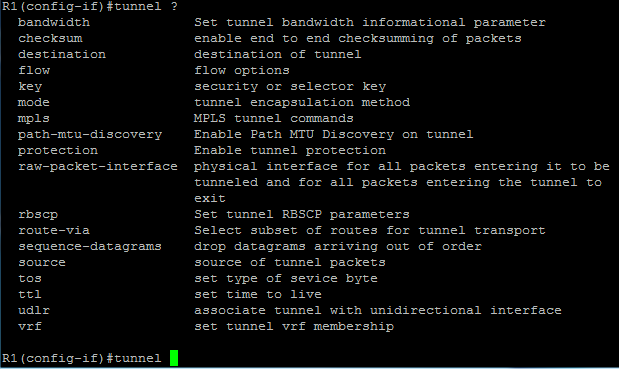 R1(config-if)#tunnel ?
bandwidth Set tunnel bandwidth informational parameter
checksum enable end to end checksumming of packets
destination destination of tunnel
flow flow options
key security or selector key
mode tunnel encapsulation method
mpls MPLS tunnel commands
path-mtu-discovery Enable Path MTU Discovery on tunnel
protection Enable tunnel protection
raw-packet-interface physical interface for all packets entering it to be
tunneled and for all packets entering the tunnel to
exit
rbscp Set tunnel RBSCP parameters
route-via Select subset of routes for tunnel transport
sequence-datagrams drop datagrams arriving out of order
source source of tunnel packets
tos set type of sevice byte
ttl set time to live
udlr associate tunnel with unidirectional interface
vrf set tunnel vrf membership
R1(config-if)#tunnel